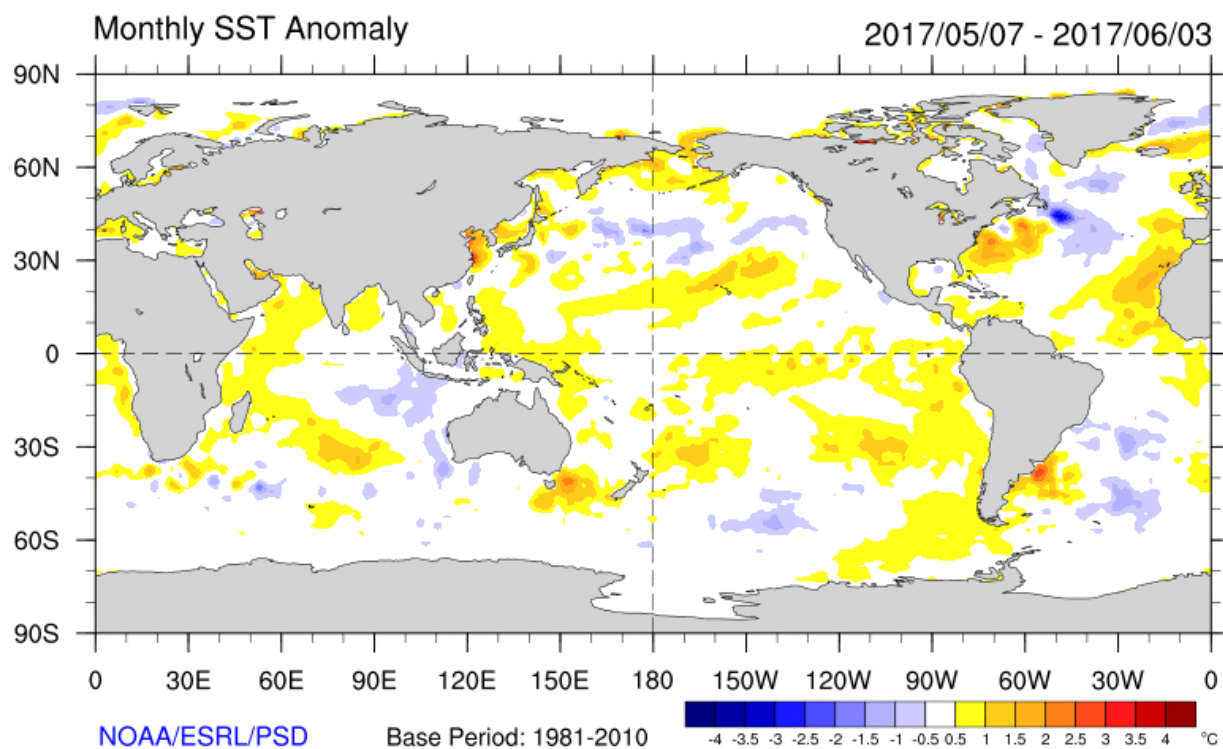 Monthly SST Anomaly 2017/05/07 - 2017/06/03
90N
60N
30N
0
30S
60S
90S
0 30E 60E 90E 120E 150E 180 150W 120W 90W 60W 30W 0
NOAA/ESRL/PSD Base Period: 1981-2010
-4 -3.5 -3 -2.5 -2 -1.5 -1 -0.5 0.5 1 1.5 2 2.5 3 3.5 4 °C